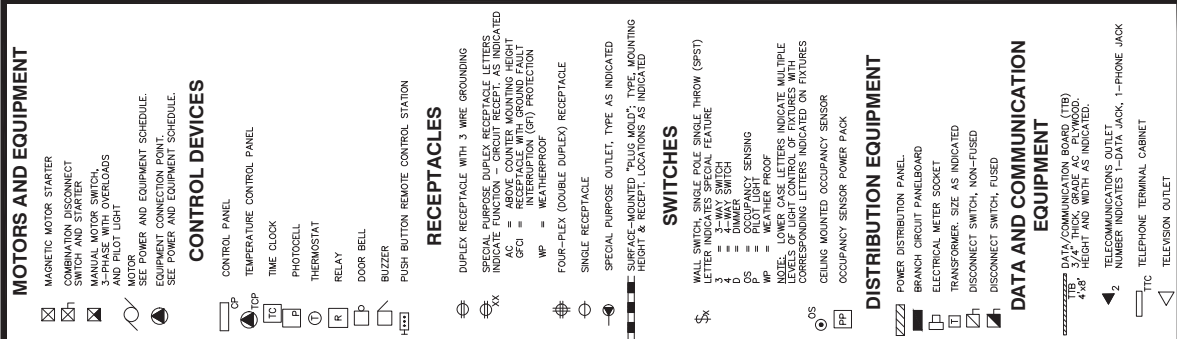 MOTORS AND EQUIPMENT
MAGNETIC MOTOR STARTER
COMBINATION DISCONNECT
SWITCH AND STARTER
MANUAL MOTOR SWITCH,
3-PHASE WITH OVERLOADS
AND PILOT LIGHT
MOTOR
SEE POWER AND EQUIPMENT SCHEDULE.
EQUIPMENT CONNECTION POINT.
SEE POWER AND EQUIPMENT SCHEDULE.
CONTROL DEVICES
CP CONTROL PANEL
TCP TEMPERATURE CONTROL PANEL
TC TIME CLOCK
P PHOTOCELL
T THERMOSTAT
R RELAY
DOOR BELL
BUZZER
H PUSH BUTTON REMOTE CONTROL STATION
RECEPTACLES
DUPLEX RECEPTACLE WITH 3 WIRE GROUNDING
XX SPECIAL PURPOSE DUPLEX RECEPTACLE LETTERS
INDICATE FUNCTION - CIRCUIT RECEPT. AS INDICATED
AC = ABOVE COUNTER MOUNTING HEIGHT
GFCI = RECEPTACLE WITH GROUND FAULT
INTERRUPTION (GFI) PROTECTION
WP = WEATHERPROOF
FOUR-PLEX (DOUBLE DUPLEX) RECEPTACLE
SINGLE RECEPTACLE
SPECIAL PURPOSE OUTLET, TYPE AS INDICATED
SURFACE-MOUNTED "PLUG MOLD"; TYPE, MOUNTING
HEIGHT & RECEPT. LOCATIONS AS INDICATED
SWITCHES
$x WALL SWITCH, SINGLE POLE SINGLE THROW (SPST)
LETTER INDICATES SPECIAL FEATURE
3 = 3-WAY SWITCH
4 = 4-WAY SWITCH
D = DIMMER
OS = OCCUPANCY SENSING
P = PILOT LIGHT
WP = WEATHER PROOF
NOTE: LOWER CASE LETTERS INDICATE MULTIPLE
LEVELS OF LIGHT CONTROL OF FIXTURES WITH
CORRESPONDING LETTERS INDICATED ON FIXTURES
OS CEILING MOUNTED OCCUPANCY SENSOR
PP OCCUPANCY SENSOR POWER PACK
DISTRIBUTION EQUIPMENT
POWER DISTRIBUTION PANEL.
BRANCH CIRCUIT PANELBOARD
ELECTRICAL METER SOCKET
T TRANSFORMER. SIZE AS INDICATED
DISCONNECT SWITCH, NON-FUSED
DISCONNECT SWITCH, FUSED
DATA AND COMMUNICATION
EQUIPMENT
TTB DATA/COMMUNICATION BOARD (TTB)
4'x8' 3/4" THICK, GRADE AC PLYWOOD.
HEIGHT AND WIDTH AS INDICATED.
2 TELECOMMUNICATIONS OUTLET
NUMBER INDICATES 1-DATA JACK, 1-PHONE JACK
TTC TELEPHONE TERMINAL CABINET
TELEVISION OUTLET